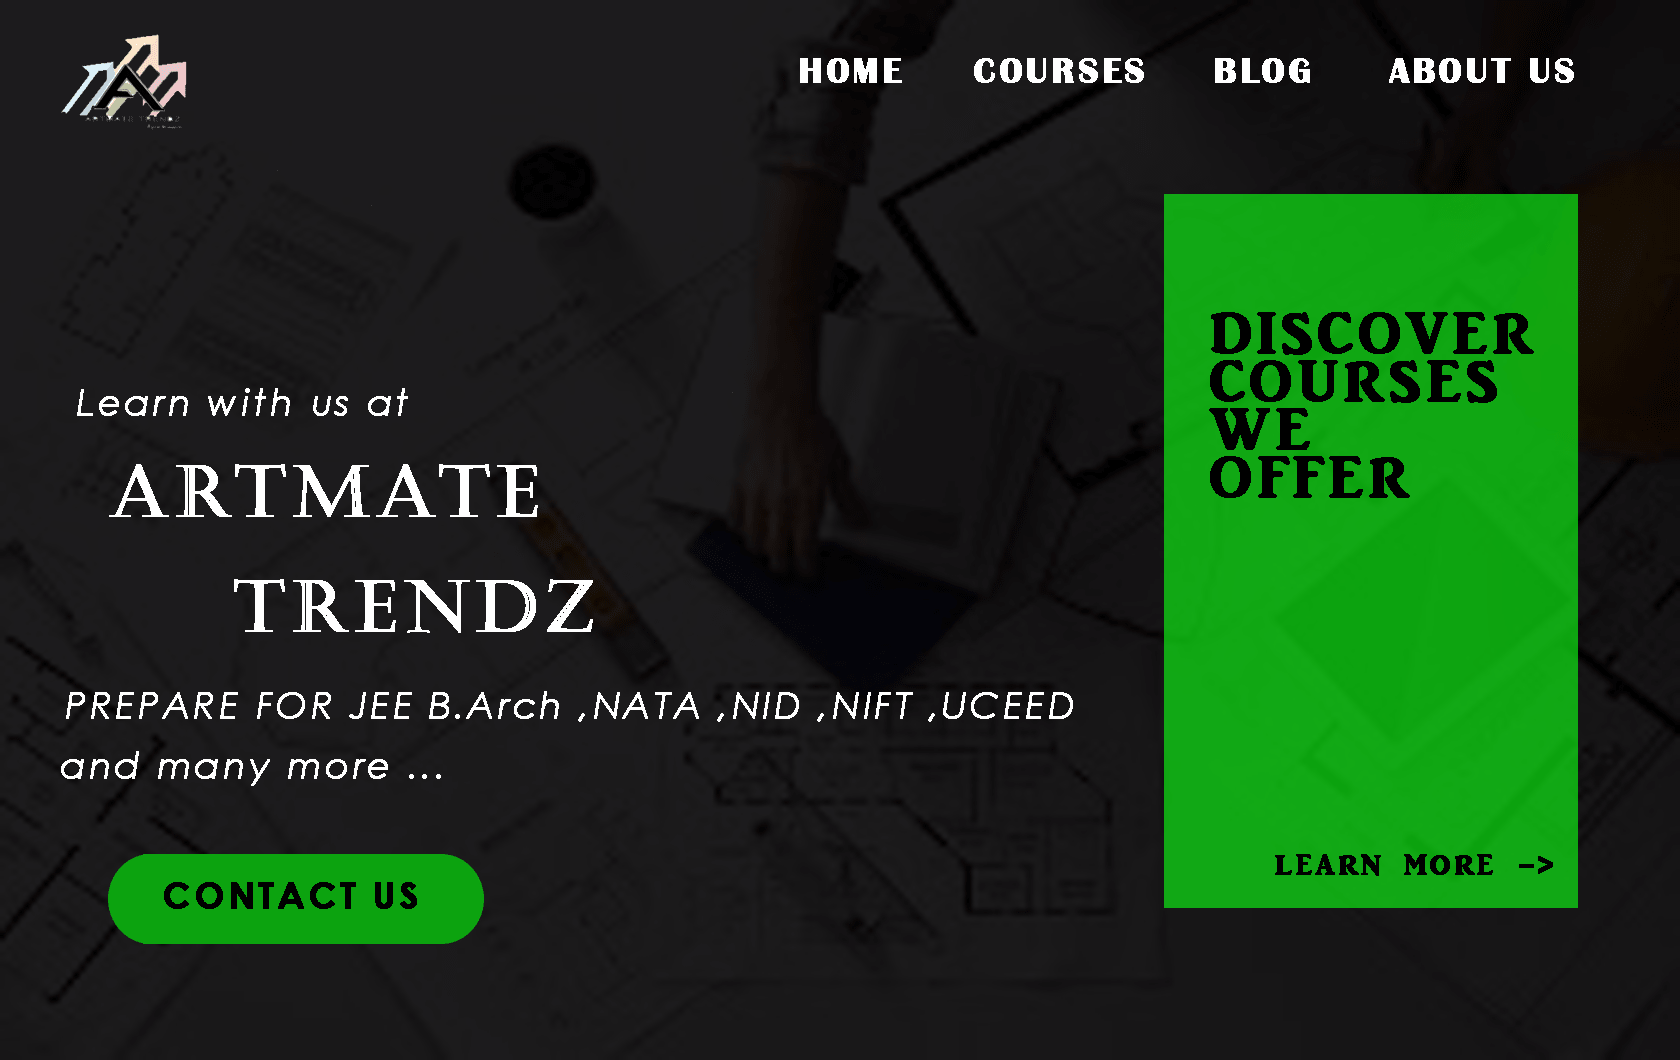 HOME COURSES BLOG ABOUT US
Learn with us at
ARTMATE
TRENDZ
PREPARE FOR JEE B.Arch ,NATA ,NID ,NIFT ,UCEED
and many more ...
CONTACT US
DISCOVER
COURSES
WE
OFFER
LEARN MORE ->